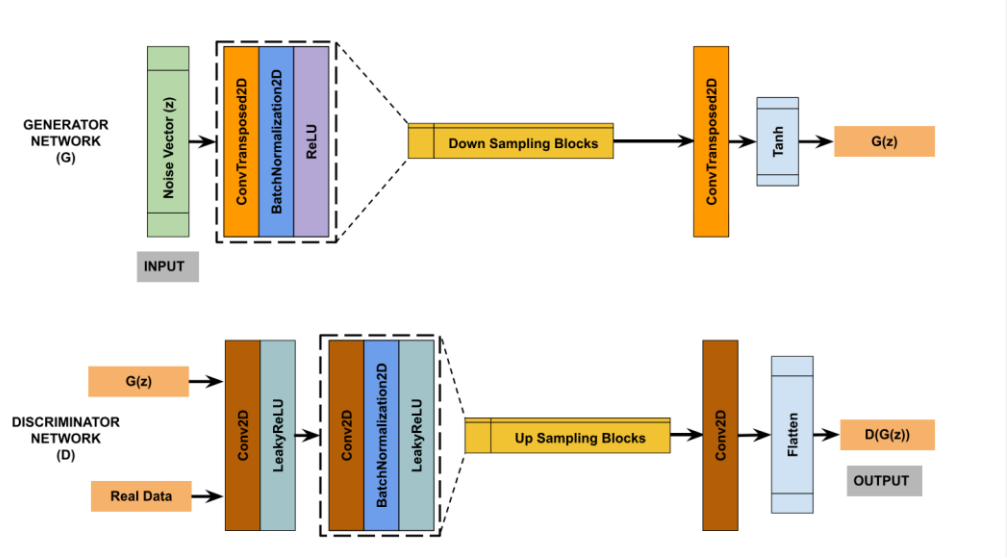 GENERATOR
NETWORK
(G)
Noise Vector (z)
INPUT
ConvTransposed2D
BatchNormalization2D
ReLU
Down Sampling Blocks
ConvTransposed2D
Tanh
G(z)
DISCRIMINATOR
NETWORK
(D)
G(z)
Real Data
Conv2D
LeakyReLU
Conv2D
BatchNormalization2D
LeakyReLU
Up Sampling Blocks
Conv2D
Flatten
D(G(z))
OUTPUT